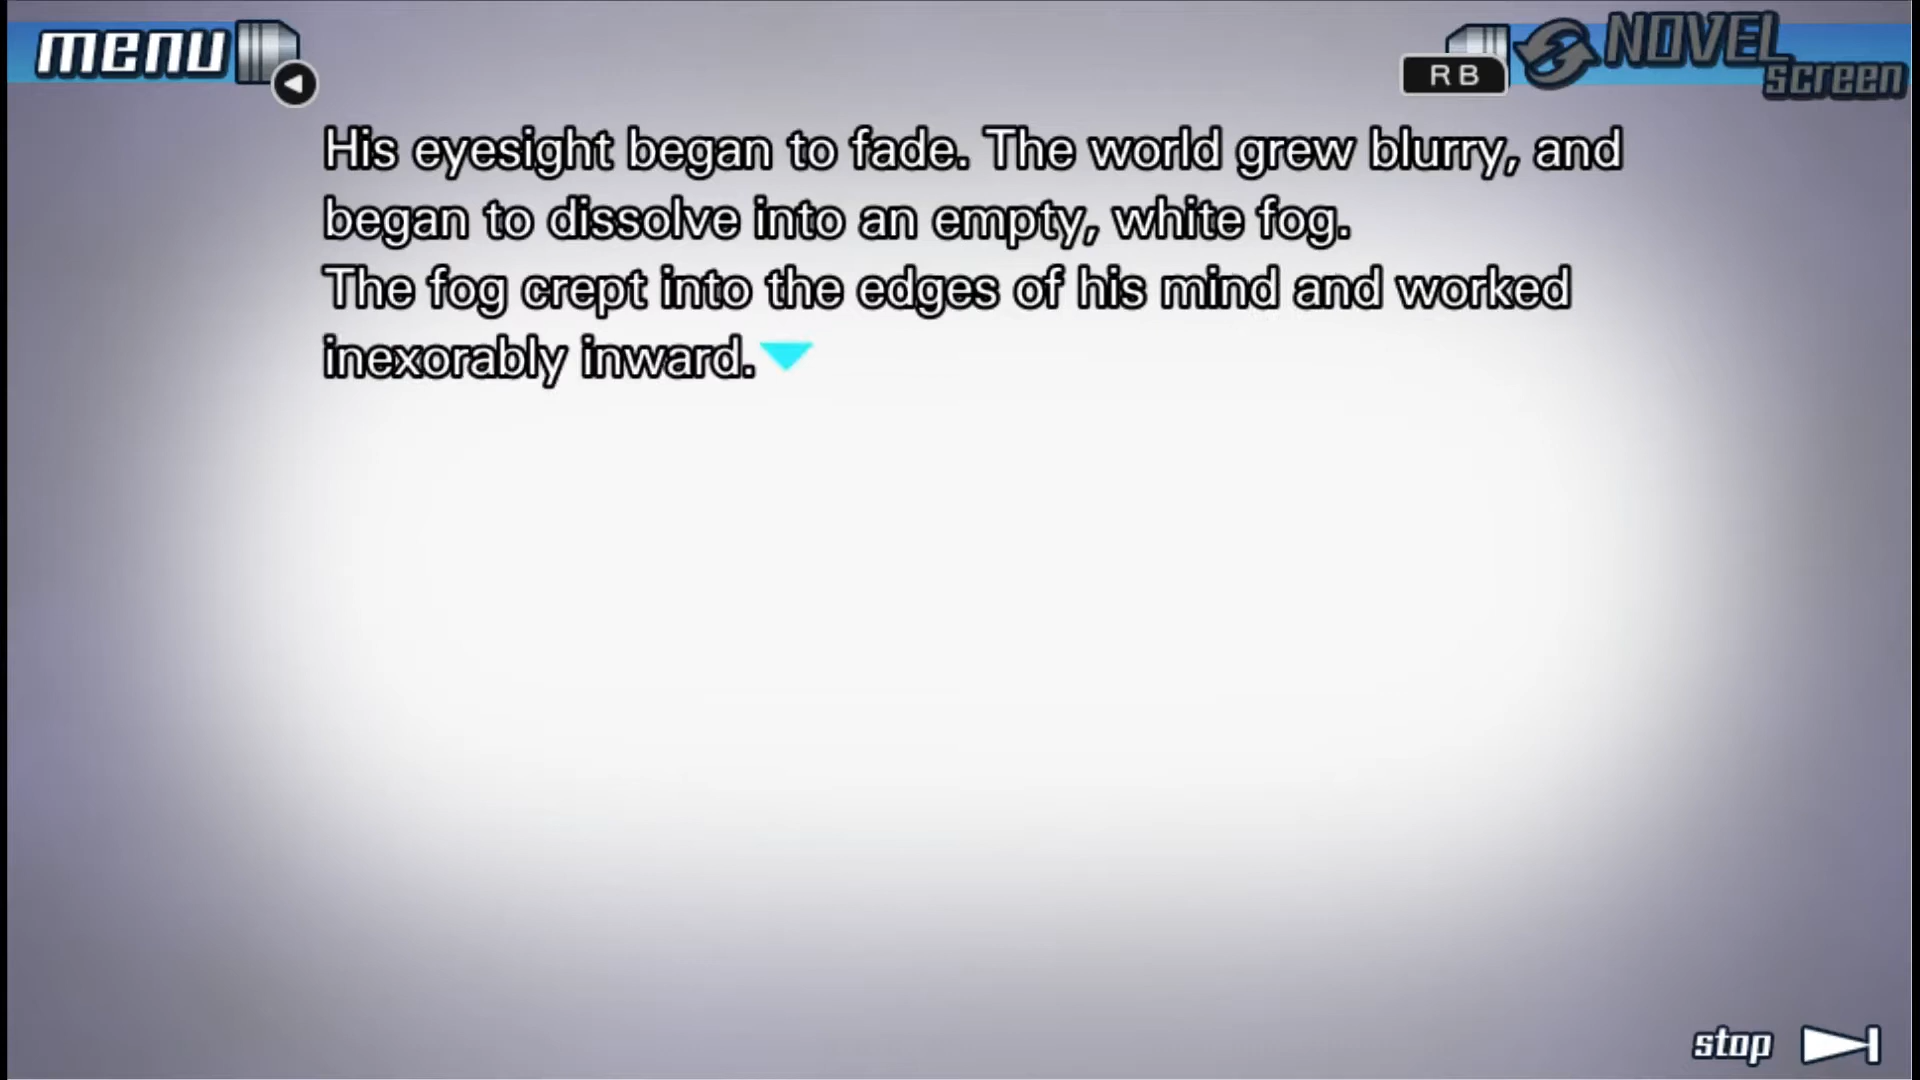 menu
RB
NOVEL
screen
His eyesight began to fade. The world grew blurry, and
began to dissolve into an empty, white fog.
The fog crept into the edges of his mind and worked
inexorably inward.
stop